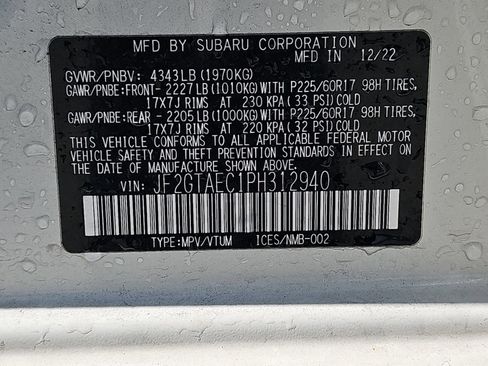 MFD BY SUBARU CORPORATION
MFD IN 12/22
GVWR/PNBV: 4343LB (1970KG)
GAWR/PNBE:FRONT- 2227LB(1010KG)WITH P225/60R17 98H TIRES,
17X7J RIMS AT 230 KPA(33 PSI)COLD
GAWR/PNBE:REAR - 2205LB(1000KG)WITH P225/60R17 98H TIRES,
17X7J RIMS AT 220 KPA(32 PSI)COLD
THIS VEHICLE CONFORMS TO ALL APPLICABLE FEDERAL MOTOR
VEHICLE SAFETY AND THEFT PREVENTION STANDARDS IN EFFECT
ON THE DATE OF MANUFACTURE SHOWN ABOVE.
VIN: JF2GTAEC1PH312940
TYPE:MPV/VTUM ICES/NMB-002